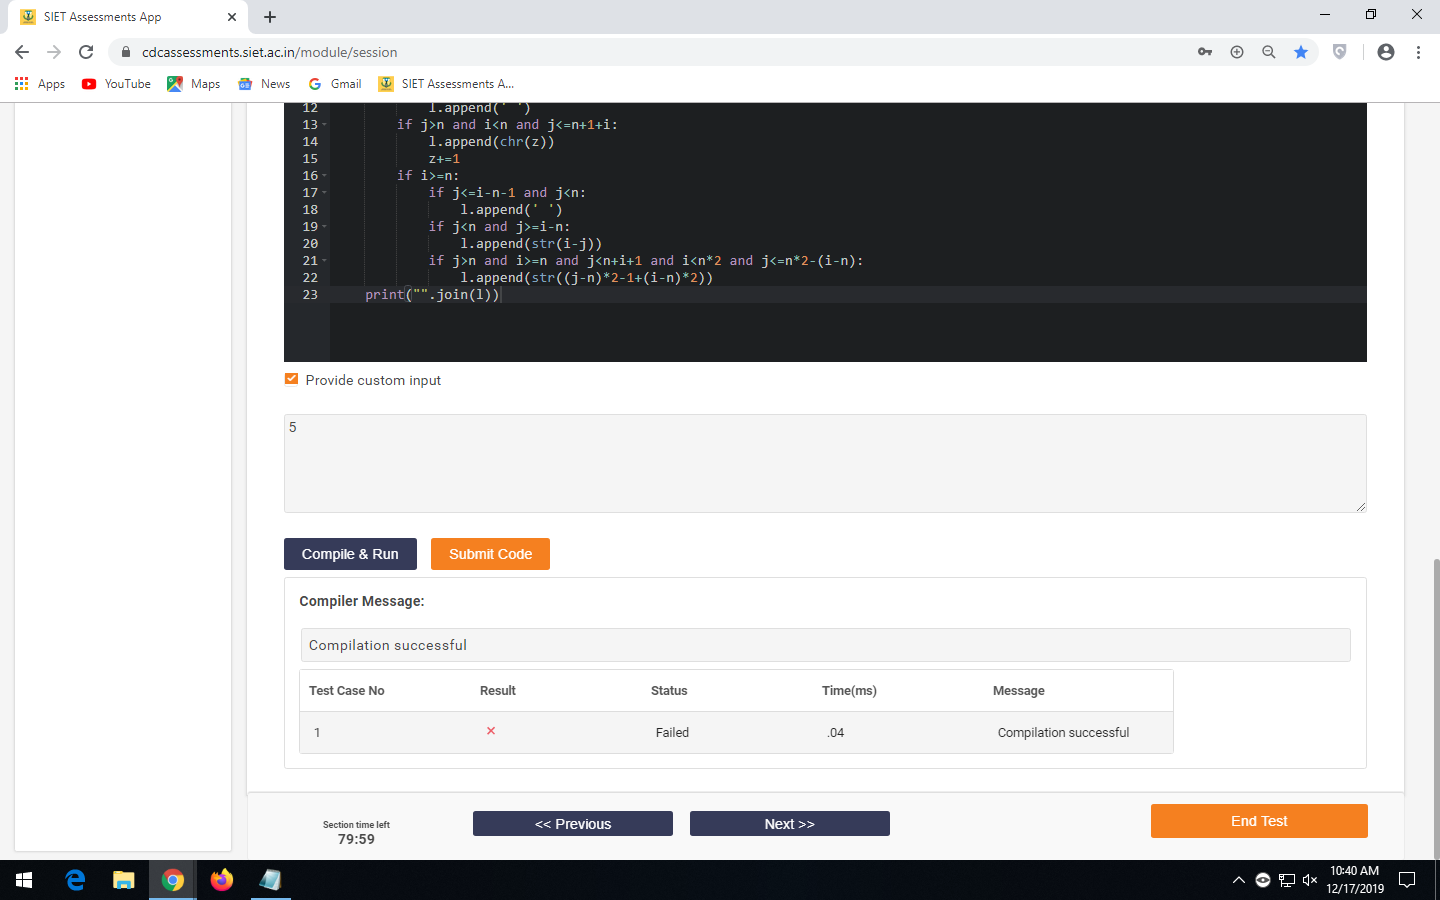 SIET Assessments App
cdcassessments.siet.ac.in/module/session
Apps YouTube Maps News Gmail SIET Assessments A...
12 l.append(' ')
13 if j>n and i<n and j<=n+1+i:
14 l.append(chr(z))
15 z+=1
16 if i>=n:
17 if j<=i-n-1 and j<n:
18 l.append(' ')
19 if j<n and j>=i-n:
20 l.append(str(i-j))
21 if j>n and i>=n and j<n+i+1 and i<n*2 and j<=n*2-(i-n):
22 l.append(str((j-n)*2-1+(i-n)*2))
23 print("".join(l))
Provide custom input
5
Compile & Run Submit Code
Compiler Message:
Compilation successful
Test Case No Result Status Time(ms) Message
1 Failed .04 Compilation successful
Section time left
79:59
<< Previous Next >> End Test
10:40 AM
12/17/2019